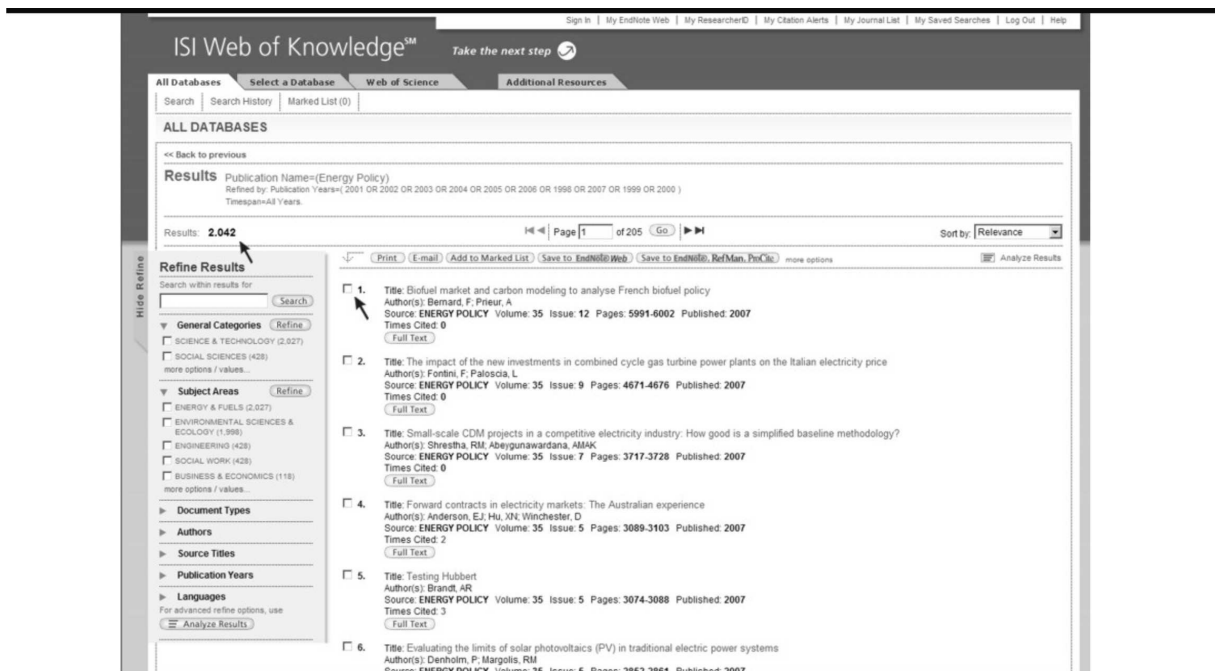 Sign In | My EndNote Web | My ResearcherID | My Citation Alerts | My Journal List | My Saved Searches | Log Out | Help
ISI Web of Knowledge℠ Take the next step
All Databases Select a Database Web of Science Additional Resources
Search Search History Marked List (0)
ALL DATABASES
<< Back to previous
Results Publication Name=(Energy Policy)
Refined by: Publication Years=( 2001 OR 2002 OR 2003 OR 2004 OR 2005 OR 2006 OR 1998 OR 2007 OR 1999 OR 2000 )
Timespan=All Years.
Results: 2.042 Page 1 of 205 Go Sort by: Relevance
Hide Refine
Refine Results
Search within results for
Search
General Categories Refine
SCIENCE & TECHNOLOGY (2,027)
SOCIAL SCIENCES (428)
more options / values...
Subject Areas Refine
ENERGY & FUELS (2,027)
ENVIRONMENTAL SCIENCES &
ECOLOGY (1,998)
ENGINEERING (428)
SOCIAL WORK (428)
BUSINESS & ECONOMICS (118)
more options / values...
Document Types
Authors
Source Titles
Publication Years
Languages
For advanced refine options, use
Analyze Results
Print E-mail Add to Marked List Save to EndNote Web Save to EndNote, RefMan, ProCite more options Analyze Results
1. Title: Biofuel market and carbon modeling to analyse French biofuel policy
Author(s): Bernard, F; Prieur, A
Source: ENERGY POLICY Volume: 35 Issue: 12 Pages: 5991-6002 Published: 2007
Times Cited: 0
Full Text
2. Title: The impact of the new investments in combined cycle gas turbine power plants on the Italian electricity price
Author(s): Fontini, F; Paloscia, L
Source: ENERGY POLICY Volume: 35 Issue: 9 Pages: 4671-4676 Published: 2007
Times Cited: 0
Full Text
3. Title: Small-scale CDM projects in a competitive electricity industry: How good is a simplified baseline methodology?
Author(s): Shrestha, RM; Abeygunawardana, AMAK
Source: ENERGY POLICY Volume: 35 Issue: 7 Pages: 3717-3728 Published: 2007
Times Cited: 0
Full Text
4. Title: Forward contracts in electricity markets: The Australian experience
Author(s): Anderson, EJ; Hu, XN; Winchester, D
Source: ENERGY POLICY Volume: 35 Issue: 5 Pages: 3089-3103 Published: 2007
Times Cited: 2
Full Text
5. Title: Testing Hubbert
Author(s): Brandt, AR
Source: ENERGY POLICY Volume: 35 Issue: 5 Pages: 3074-3088 Published: 2007
Times Cited: 3
Full Text
6. Title: Evaluating the limits of solar photovoltaics (PV) in traditional electric power systems
Author(s): Denholm, P; Margolis, RM
Source: ENERGY POLICY Volume: 35 Issue: 5 Pages: 2852-2861 Published: 2007